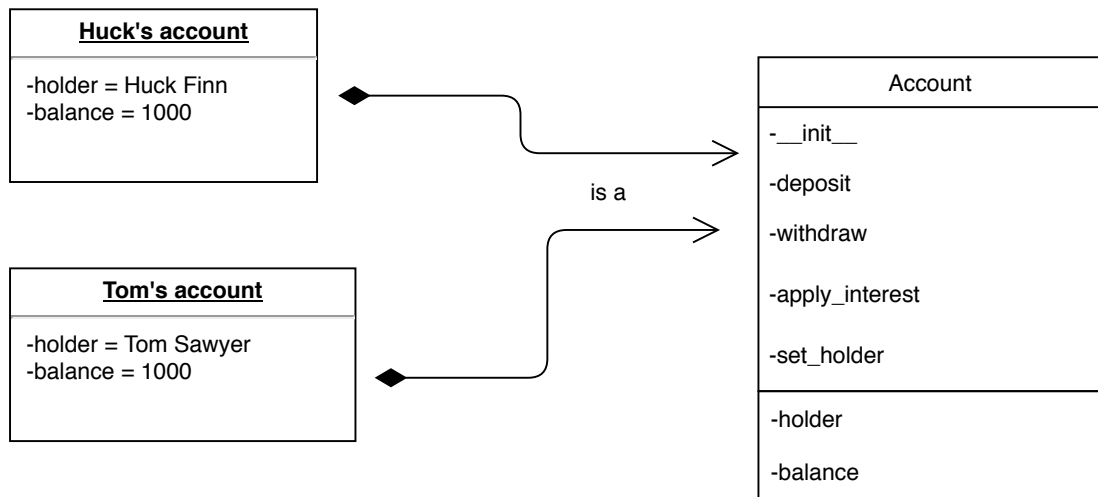 Huck's account
-holder = Huck Finn
-balance = 1000
is a
Tom's account
-holder = Tom Sawyer
-balance = 1000
Account
-__init__
-deposit
-withdraw
-apply_interest
-set_holder
-holder
-balance